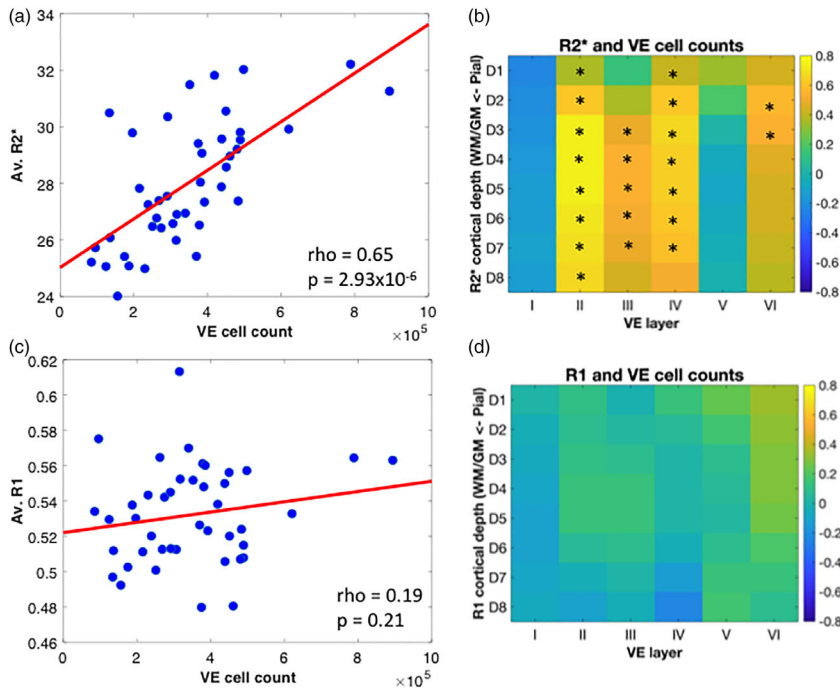 (a)
34
32
30
28
26
24
Av. R2*
0 2 4 6 8 10
VE cell count
×10⁵
rho = 0.65
p = 2.93x10⁻⁶
(b)
R2* and VE cell counts
R2* cortical depth (WM/GM <- Pial)
D1
D2
D3
D4
D5
D6
D7
D8
* *
* * *
* * * *
* * *
* * *
* * *
* * *
*
I II III IV V VI
VE layer
0.8
0.6
0.4
0.2
0
-0.2
-0.4
-0.6
-0.8
(c)
0.62
0.6
0.58
0.56
0.54
0.52
0.5
0.48
0.46
Av. R1
0 2 4 6 8 10
VE cell count
×10⁵
rho = 0.19
p = 0.21
(d)
R1 and VE cell counts
R1 cortical depth (WM/GM <- Pial)
D1
D2
D3
D4
D5
D6
D7
D8
I II III IV V VI
VE layer
0.8
0.6
0.4
0.2
0
-0.2
-0.4
-0.6
-0.8